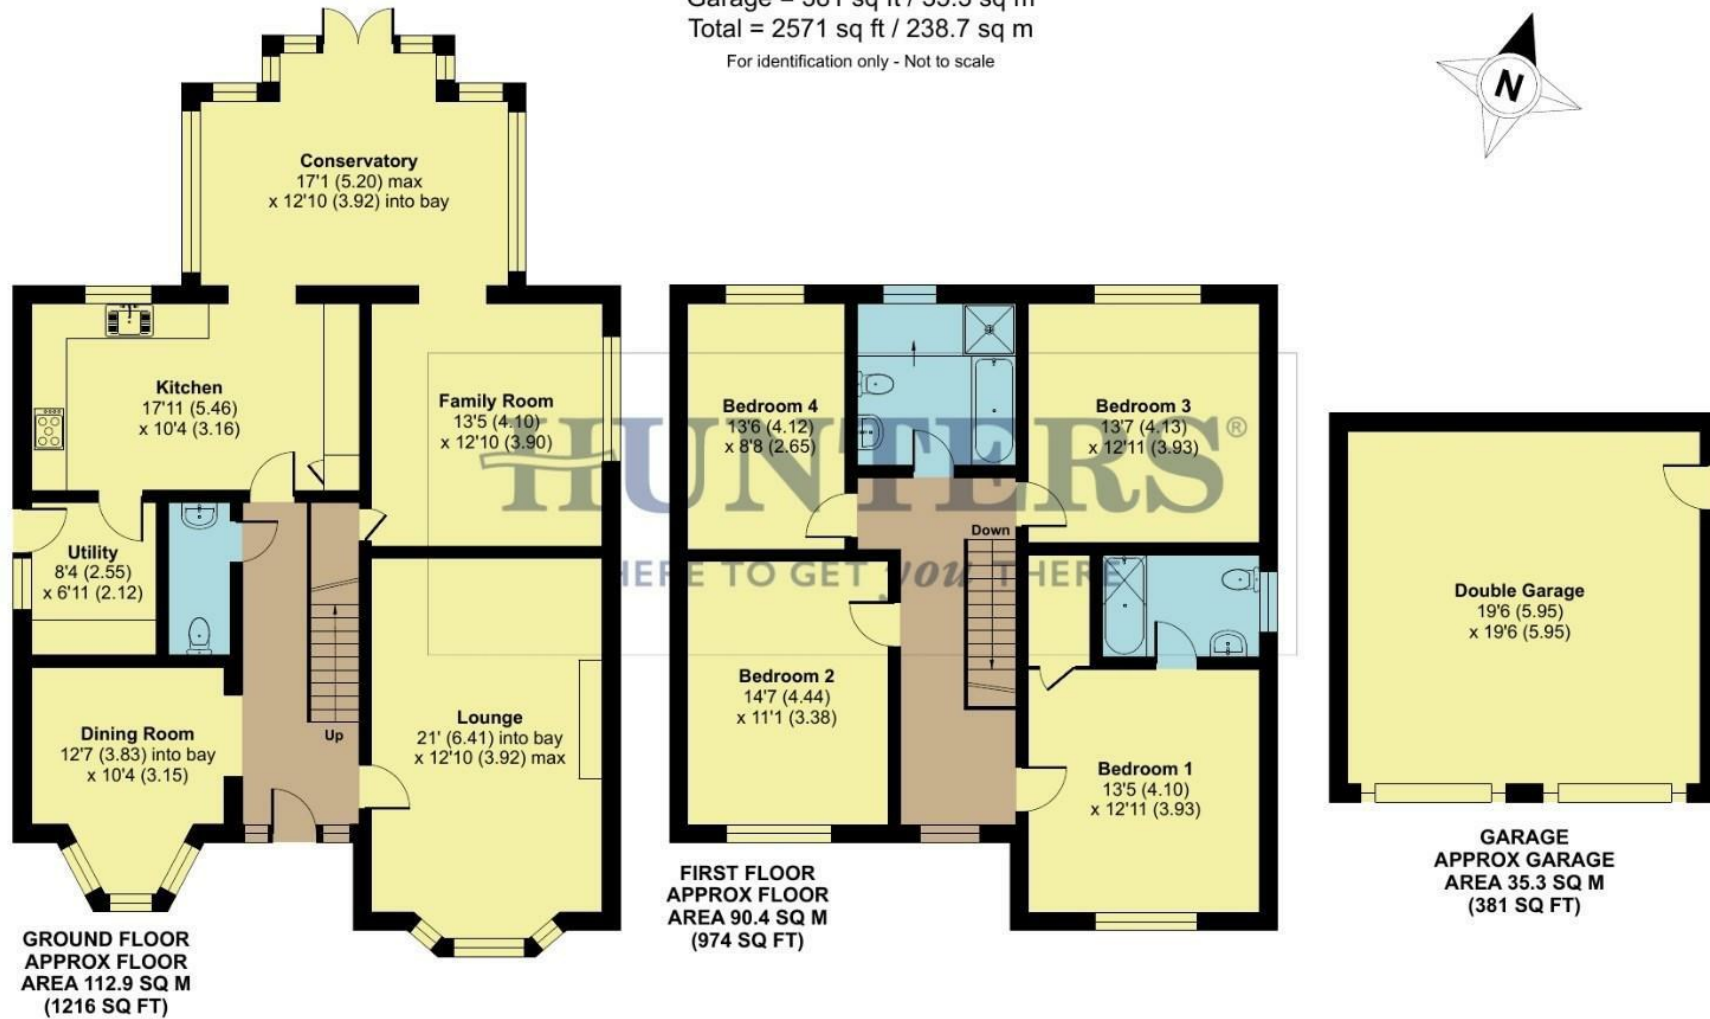 Total = 2571 sq ft / 238.7 sq m
For identification only - Not to scale
N
Conservatory
17'1 (5.20) max
x 12'10 (3.92) into bay
Kitchen
17'11 (5.46)
x 10'4 (3.16)
Family Room
13'5 (4.10)
x 12'10 (3.90)
Utility
8'4 (2.55)
x 6'11 (2.12)
Dining Room
12'7 (3.83) into bay
x 10'4 (3.15)
Up
Lounge
21' (6.41) into bay
x 12'10 (3.92) max
GROUND FLOOR
APPROX FLOOR
AREA 112.9 SQ M
(1216 SQ FT)
Bedroom 4
13'6 (4.12)
x 8'8 (2.65)
Bedroom 3
13'7 (4.13)
x 12'11 (3.93)
Down
Bedroom 2
14'7 (4.44)
x 11'1 (3.38)
Bedroom 1
13'5 (4.10)
x 12'11 (3.93)
FIRST FLOOR
APPROX FLOOR
AREA 90.4 SQ M
(974 SQ FT)
Double Garage
19'6 (5.95)
x 19'6 (5.95)
GARAGE
APPROX GARAGE
AREA 35.3 SQ M
(381 SQ FT)
HUNTERS®
HERE TO GET you THERE